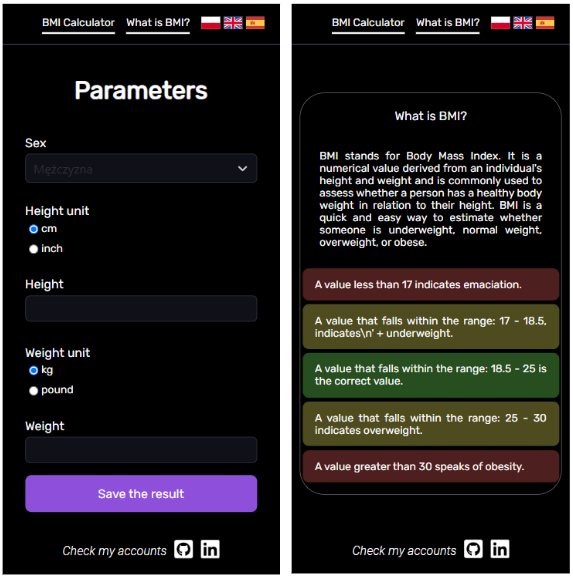 BMI Calculator What is BMI?
Parameters
Sex
Mężczyzna
Height unit
cm
inch
Height
Weight unit
kg
pound
Weight
Save the result
Check my accounts
BMI Calculator What is BMI?
What is BMI?
BMI stands for Body Mass Index. It is a
numerical value derived from an individual's
height and weight and is commonly used to
assess whether a person has a healthy body
weight in relation to their height. BMI is a
quick and easy way to estimate whether
someone is underweight, normal weight,
overweight, or obese.
A value less than 17 indicates emaciation.
A value that falls within the range: 17 - 18.5,
indicates\n' + underweight.
A value that falls within the range: 18.5 - 25 is
the correct value.
A value that falls within the range: 25 - 30
indicates overweight.
A value greater than 30 speaks of obesity.
Check my accounts